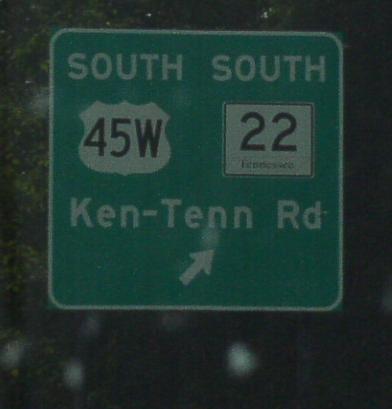 SOUTH SOUTH
45W 22
Tennessee
Ken-Tenn Rd